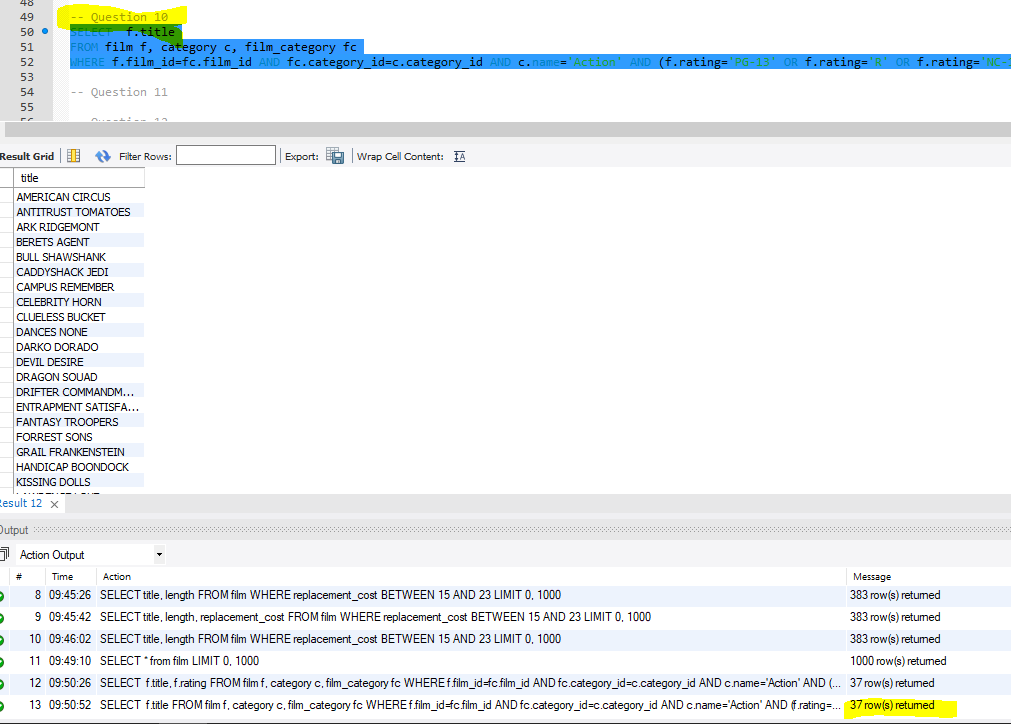 48
49 -- Question 10
50 SELECT f.title
51 FROM film f, category c, film_category fc
52 WHERE f.film_id=fc.film_id AND fc.category_id=c.category_id AND c.name='Action' AND (f.rating='PG-13' OR f.rating='R' OR f.rating='NC-
53
54 -- Question 11
55
56 -- Question 12
Result Grid Filter Rows: Export: Wrap Cell Content: IA
title
AMERICAN CIRCUS
ANTITRUST TOMATOES
ARK RIDGEMONT
BERETS AGENT
BULL SHAWSHANK
CADDYSHACK JEDI
CAMPUS REMEMBER
CELEBRITY HORN
CLUELESS BUCKET
DANCES NONE
DARKO DORADO
DEVIL DESIRE
DRAGON SQUAD
DRIFTER COMMANDM...
ENTRAPMENT SATISFA...
FANTASY TROOPERS
FORREST SONS
GRAIL FRANKENSTEIN
HANDICAP BOONDOCK
KISSING DOLLS
Result 12
Output
Action Output
# Time Action Message
8 09:45:26 SELECT title, length FROM film WHERE replacement_cost BETWEEN 15 AND 23 LIMIT 0, 1000 383 row(s) returned
9 09:45:42 SELECT title, length, replacement_cost FROM film WHERE replacement_cost BETWEEN 15 AND 23 LIMIT 0, 1000 383 row(s) returned
10 09:46:02 SELECT title, length FROM film WHERE replacement_cost BETWEEN 15 AND 23 LIMIT 0, 1000 383 row(s) returned
11 09:49:10 SELECT * from film LIMIT 0, 1000 1000 row(s) returned
12 09:50:26 SELECT f.title, f.rating FROM film f, category c, film_category fc WHERE f.film_id=fc.film_id AND fc.category_id=c.category_id AND c.name='Action' AND (... 37 row(s) returned
13 09:50:52 SELECT f.title FROM film f, category c, film_category fc WHERE f.film_id=fc.film_id AND fc.category_id=c.category_id AND c.name='Action' AND (f.rating=... 37 row(s) returned